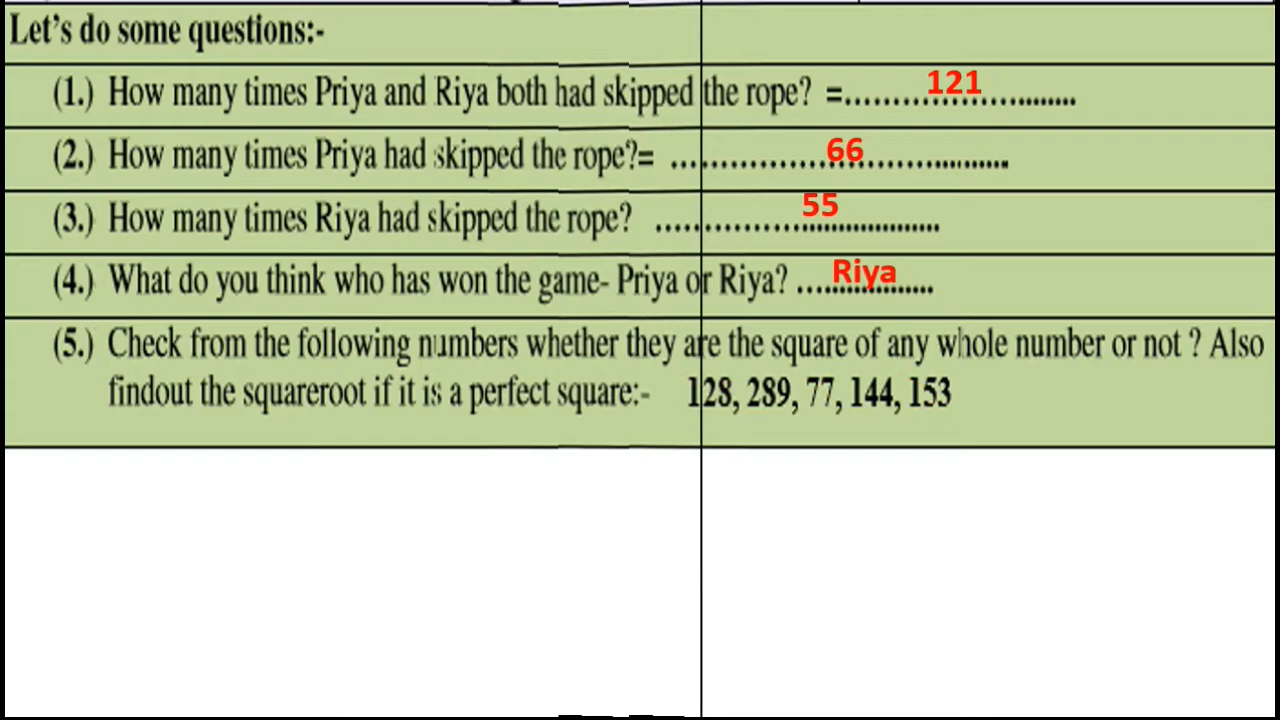 Let's do some questions:-
(1.) How many times Priya and Riya both had skipped the rope? =....................... 121
(2.) How many times Priya had skipped the rope?= ................................. 66
(3.) How many times Riya had skipped the rope? ................................ 55
(4.) What do you think who has won the game- Priya or Riya? ................ Riya
(5.) Check from the following numbers whether they are the square of any whole number or not ? Also
findout the squareroot if it is a perfect square:- 128, 289, 77, 144, 153